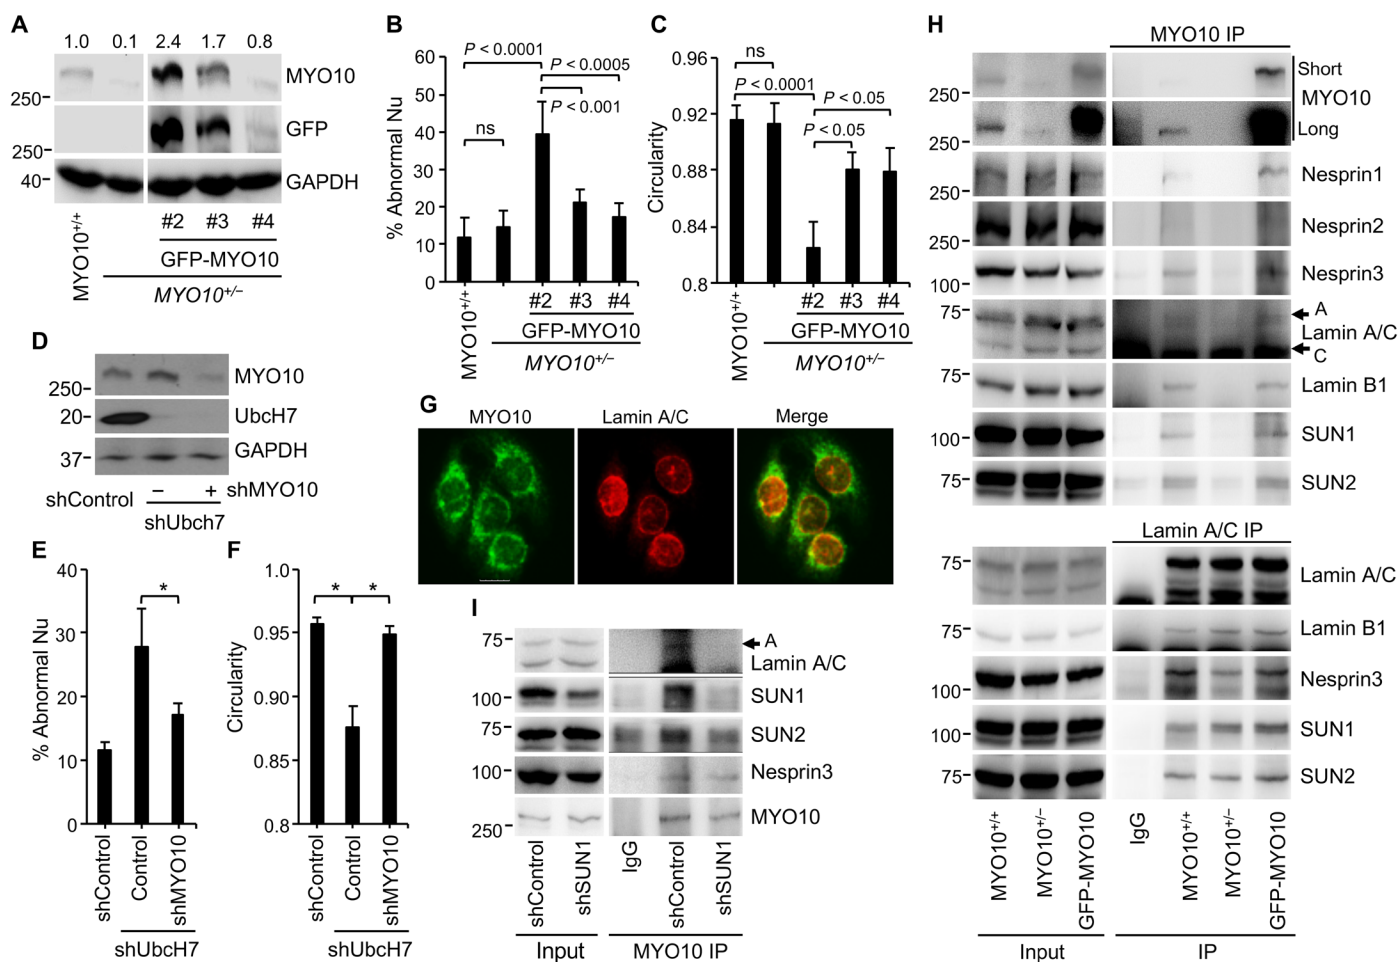 A
1.0 0.1 2.4 1.7 0.8
MYO10
250
GFP
250
40
GAPDH
MYO10+/+
#2 #3 #4
GFP-MYO10
MYO10+/–
B
% Abnormal Nu
60
50
40
30
20
10
0
P < 0.0001
P < 0.0005
P < 0.001
ns
MYO10+/+
#2 #3 #4
GFP-MYO10
MYO10+/–
C
Circularity
0.96
0.92
0.88
0.84
0.8
ns
P < 0.0001
P < 0.05
P < 0.05
MYO10+/+
#2 #3 #4
GFP-MYO10
MYO10+/–
D
MYO10
250
20
UbcH7
37
GAPDH
shControl – + shMYO10
shUbch7
E
% Abnormal Nu
40
30
20
10
0
*
shControl
Control
shMYO10
shUbcH7
F
Circularity
1.0
0.95
0.90
0.85
0.8
* *
shControl
Control
shMYO10
shUbcH7
G
MYO10 Lamin A/C Merge
H
MYO10 IP
Short
250
MYO10
Long
250
Nesprin1
250
Nesprin2
250
Nesprin3
100
75
A
Lamin A/C
C
75
Lamin B1
100
SUN1
75
SUN2
Lamin A/C IP
75
Lamin A/C
75
Lamin B1
Nesprin3
100
SUN1
100
75
SUN2
MYO10+/+
MYO10+/–
GFP-MYO10
IgG
MYO10+/+
MYO10+/–
GFP-MYO10
Input IP
I
75
A
Lamin A/C
100
SUN1
75
SUN2
100
Nesprin3
MYO10
250
shControl
shSUN1
IgG
shControl
shSUN1
Input MYO10 IP